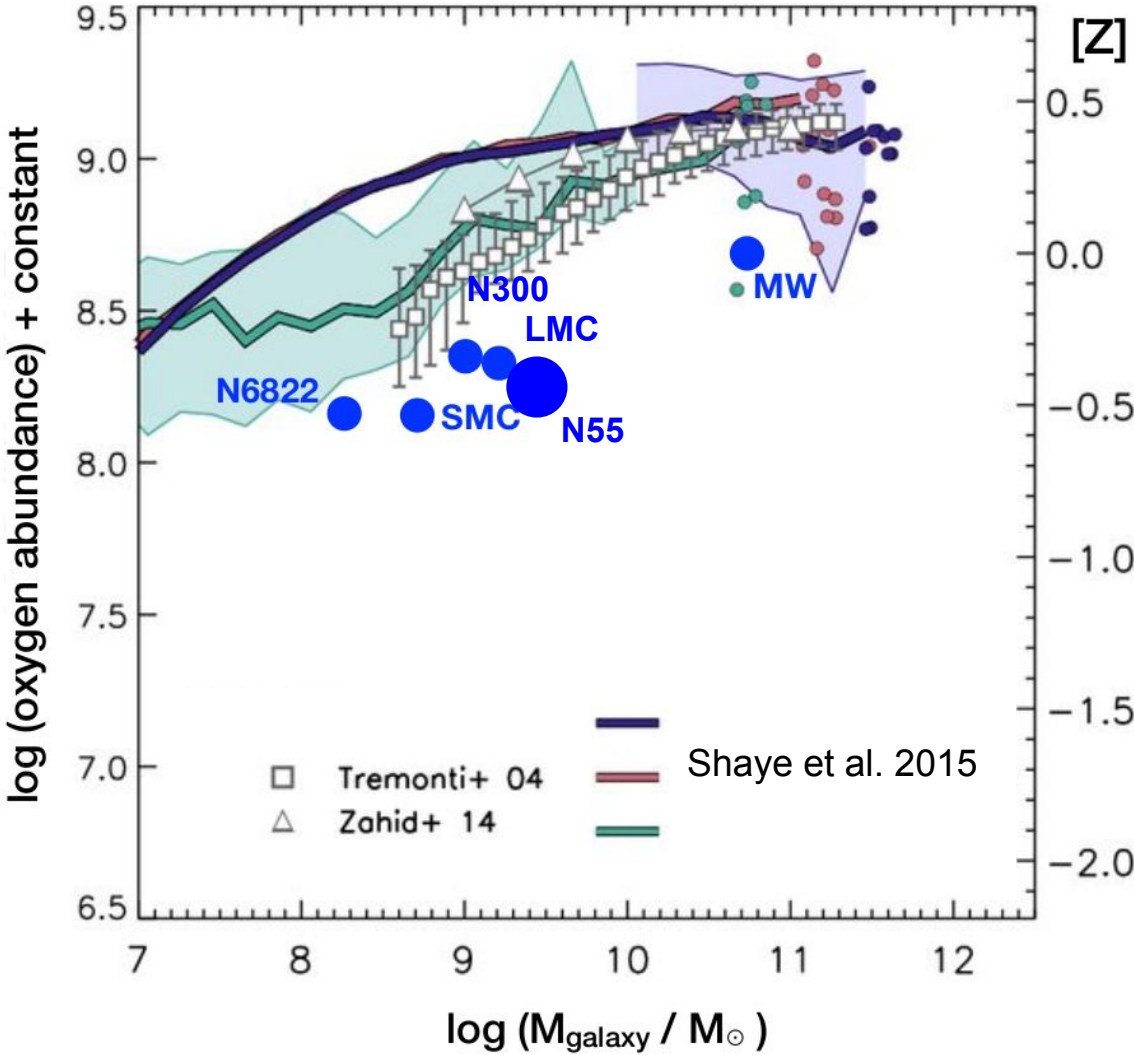 9.5
9.0
8.5
8.0
7.5
7.0
6.5
log (oxygen abundance) + constant
[Z]
0.5
0.0
−0.5
−1.0
−1.5
−2.0
N300
LMC
MW
N6822
SMC
N55
Tremonti+ 04
Zahid+ 14
Shaye et al. 2015
7 8 9 10 11 12
log (M_galaxy / M_⊙ )